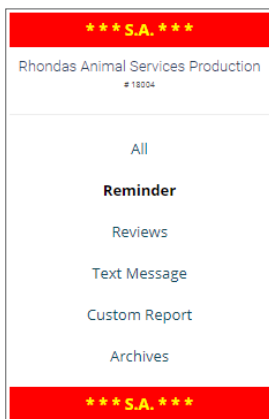 * * * S.A. * * *
Rhondas Animal Services Production
# 18004
All
Reminder
Reviews
Text Message
Custom Report
Archives
* * * S.A. * * *